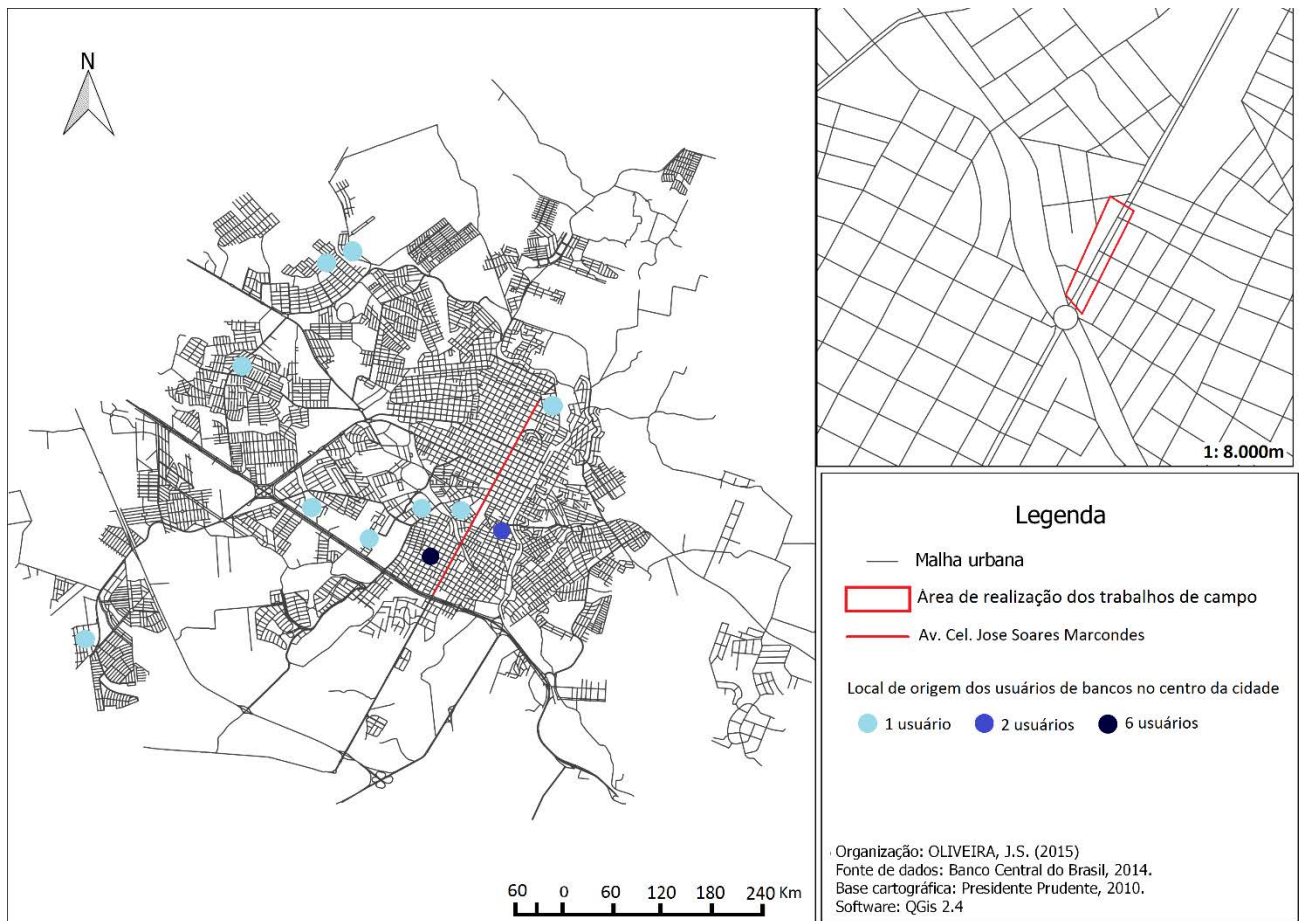 N
60 0 60 120 180 240 Km
1: 8.000m
Legenda
Malha urbana
Área de realização dos trabalhos de campo
Av. Cel. Jose Soares Marcondes
Local de origem dos usuários de bancos no centro da cidade
1 usuário 2 usuários 6 usuários
Organização: OLIVEIRA, J.S. (2015)
Fonte de dados: Banco Central do Brasil, 2014.
Base cartográfica: Presidente Prudente, 2010.
Software: QGis 2.4